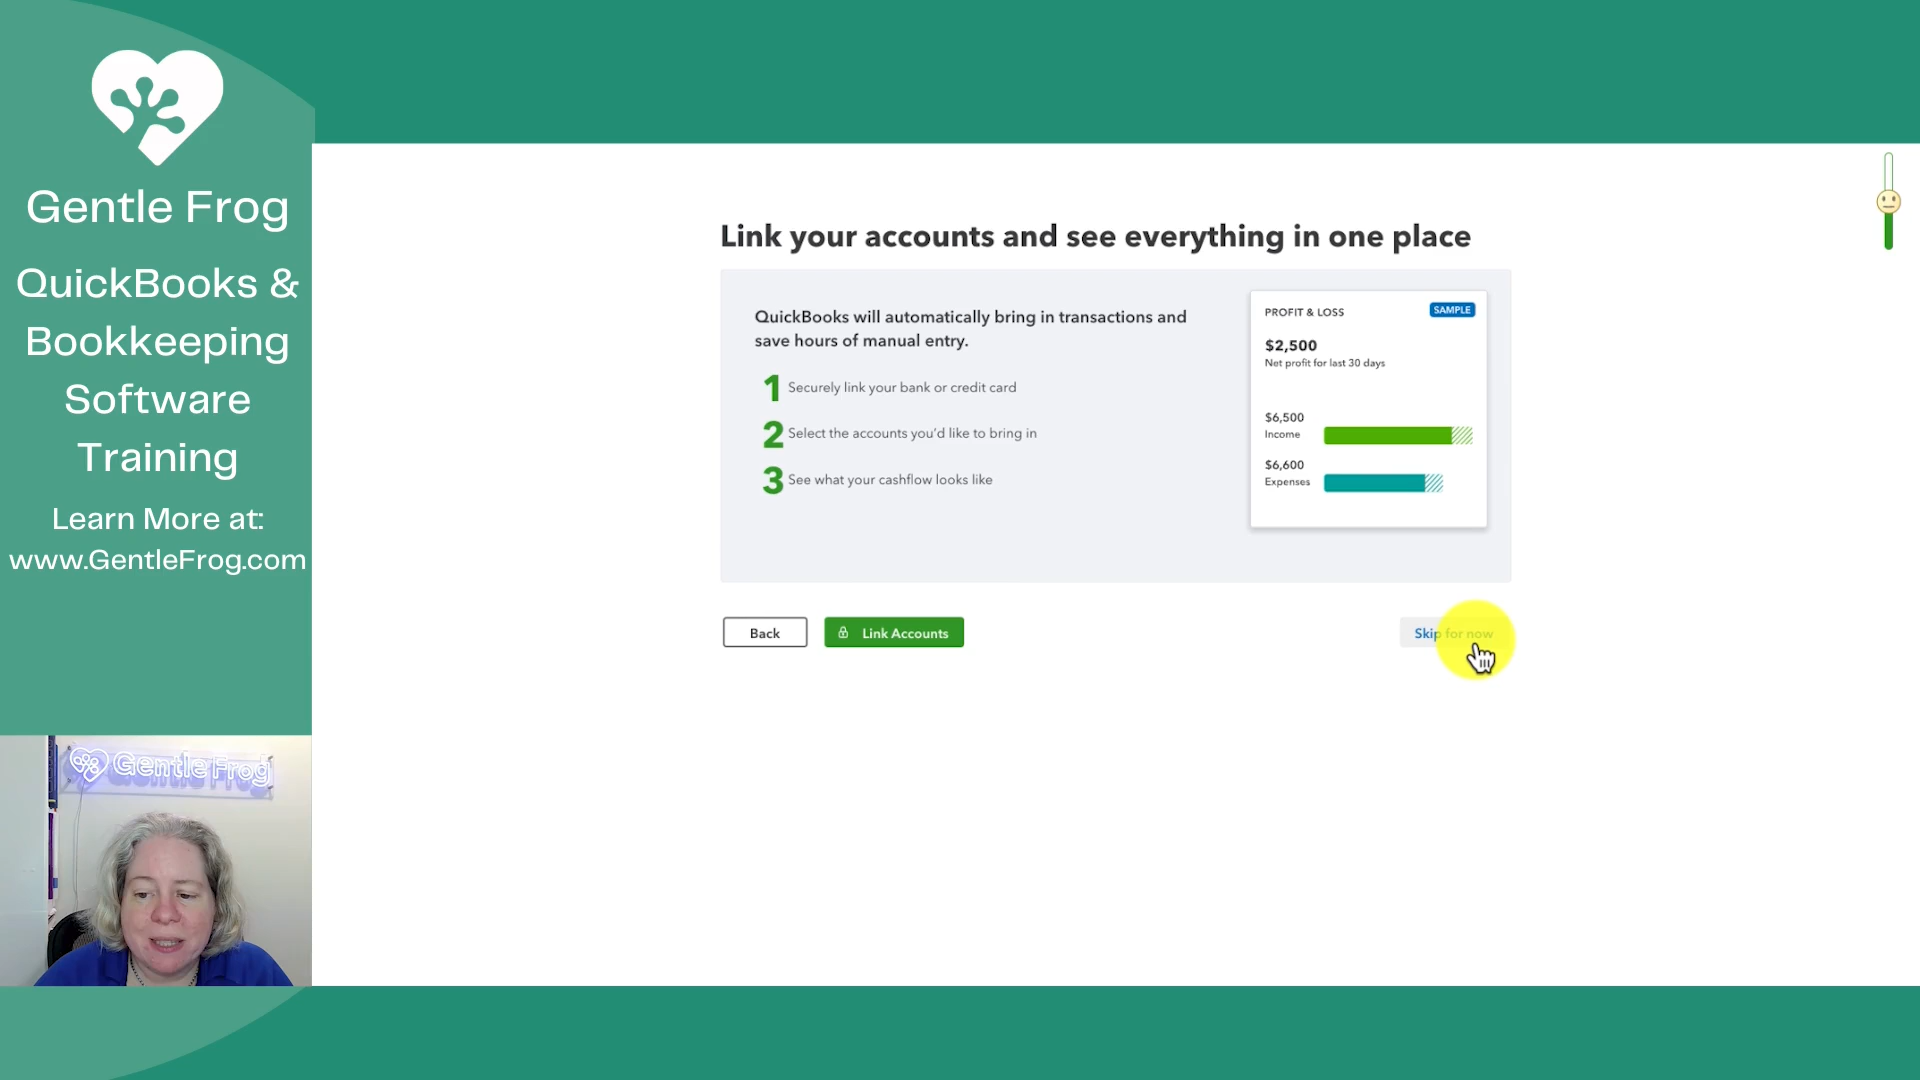 Gentle Frog
QuickBooks &
Bookkeeping
Software
Training
Learn More at:
www.GentleFrog.com
Gentle Frog
Link your accounts and see everything in one place
QuickBooks will automatically bring in transactions and
save hours of manual entry.
1 Securely link your bank or credit card
2 Select the accounts you'd like to bring in
3 See what your cashflow looks like
PROFIT & LOSS
SAMPLE
$2,500
Net profit for last 30 days
$6,500
Income
$6,600
Expenses
Back
Link Accounts
Skip for now